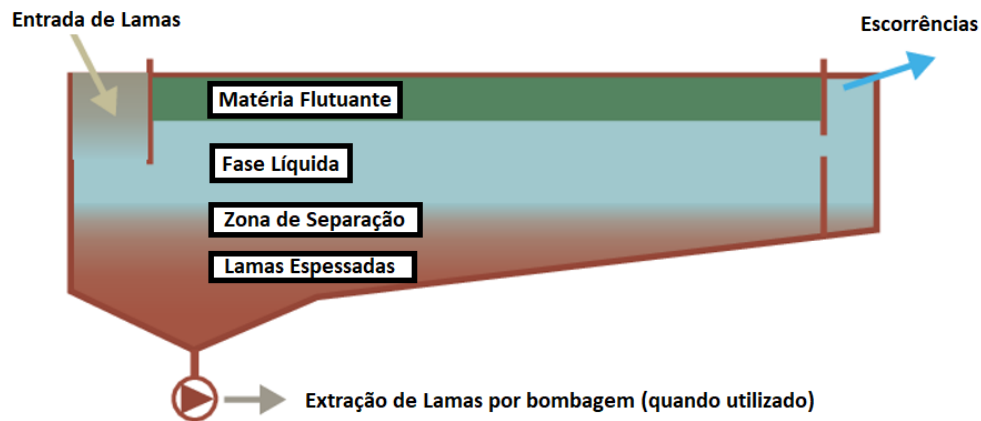 Entrada de Lamas
Escorrências
Matéria Flutuante
Fase Líquida
Zona de Separação
Lamas Espessadas
Extração de Lamas por bombagem (quando utilizado)